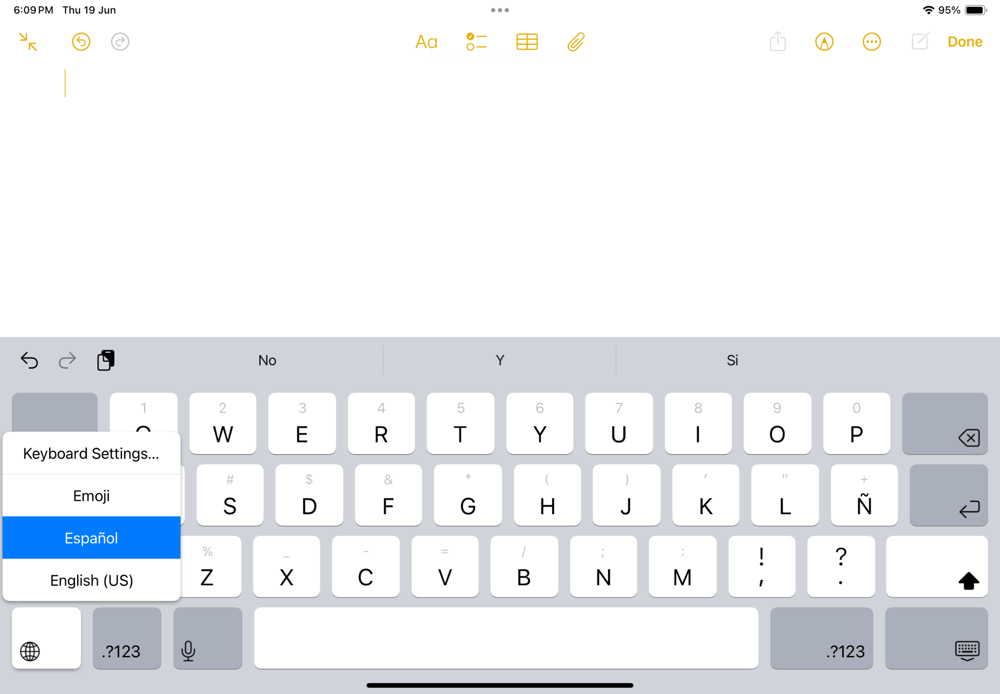 6:09 PM Thu 19 Jun
95%
Aa
Done
No Y Si
1 2 3 4 5 6 7 8 9 0
W E R T Y U I O P
Keyboard Settings...
# $ & * ( ) ' " +
S D F G H J K L Ñ
Emoji
Español
English (US)
% _ - = / ; : ! ?
Z X C V B N M , .
.?123 .?123